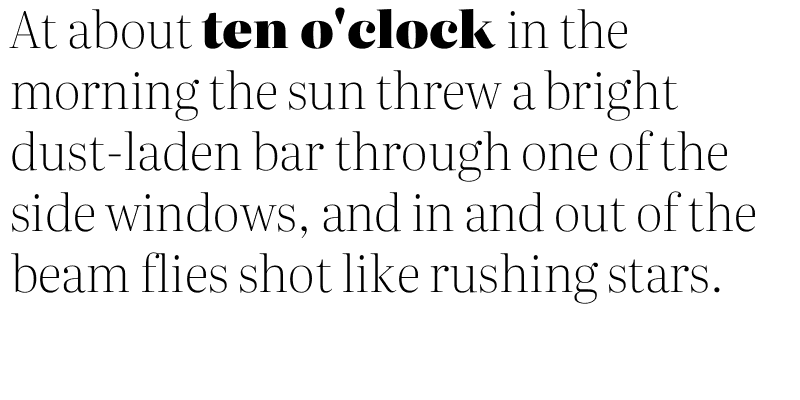 At about ten o'clock in the
morning the sun threw a bright
dust-laden bar through one of the
side windows, and in and out of the
beam flies shot like rushing stars.